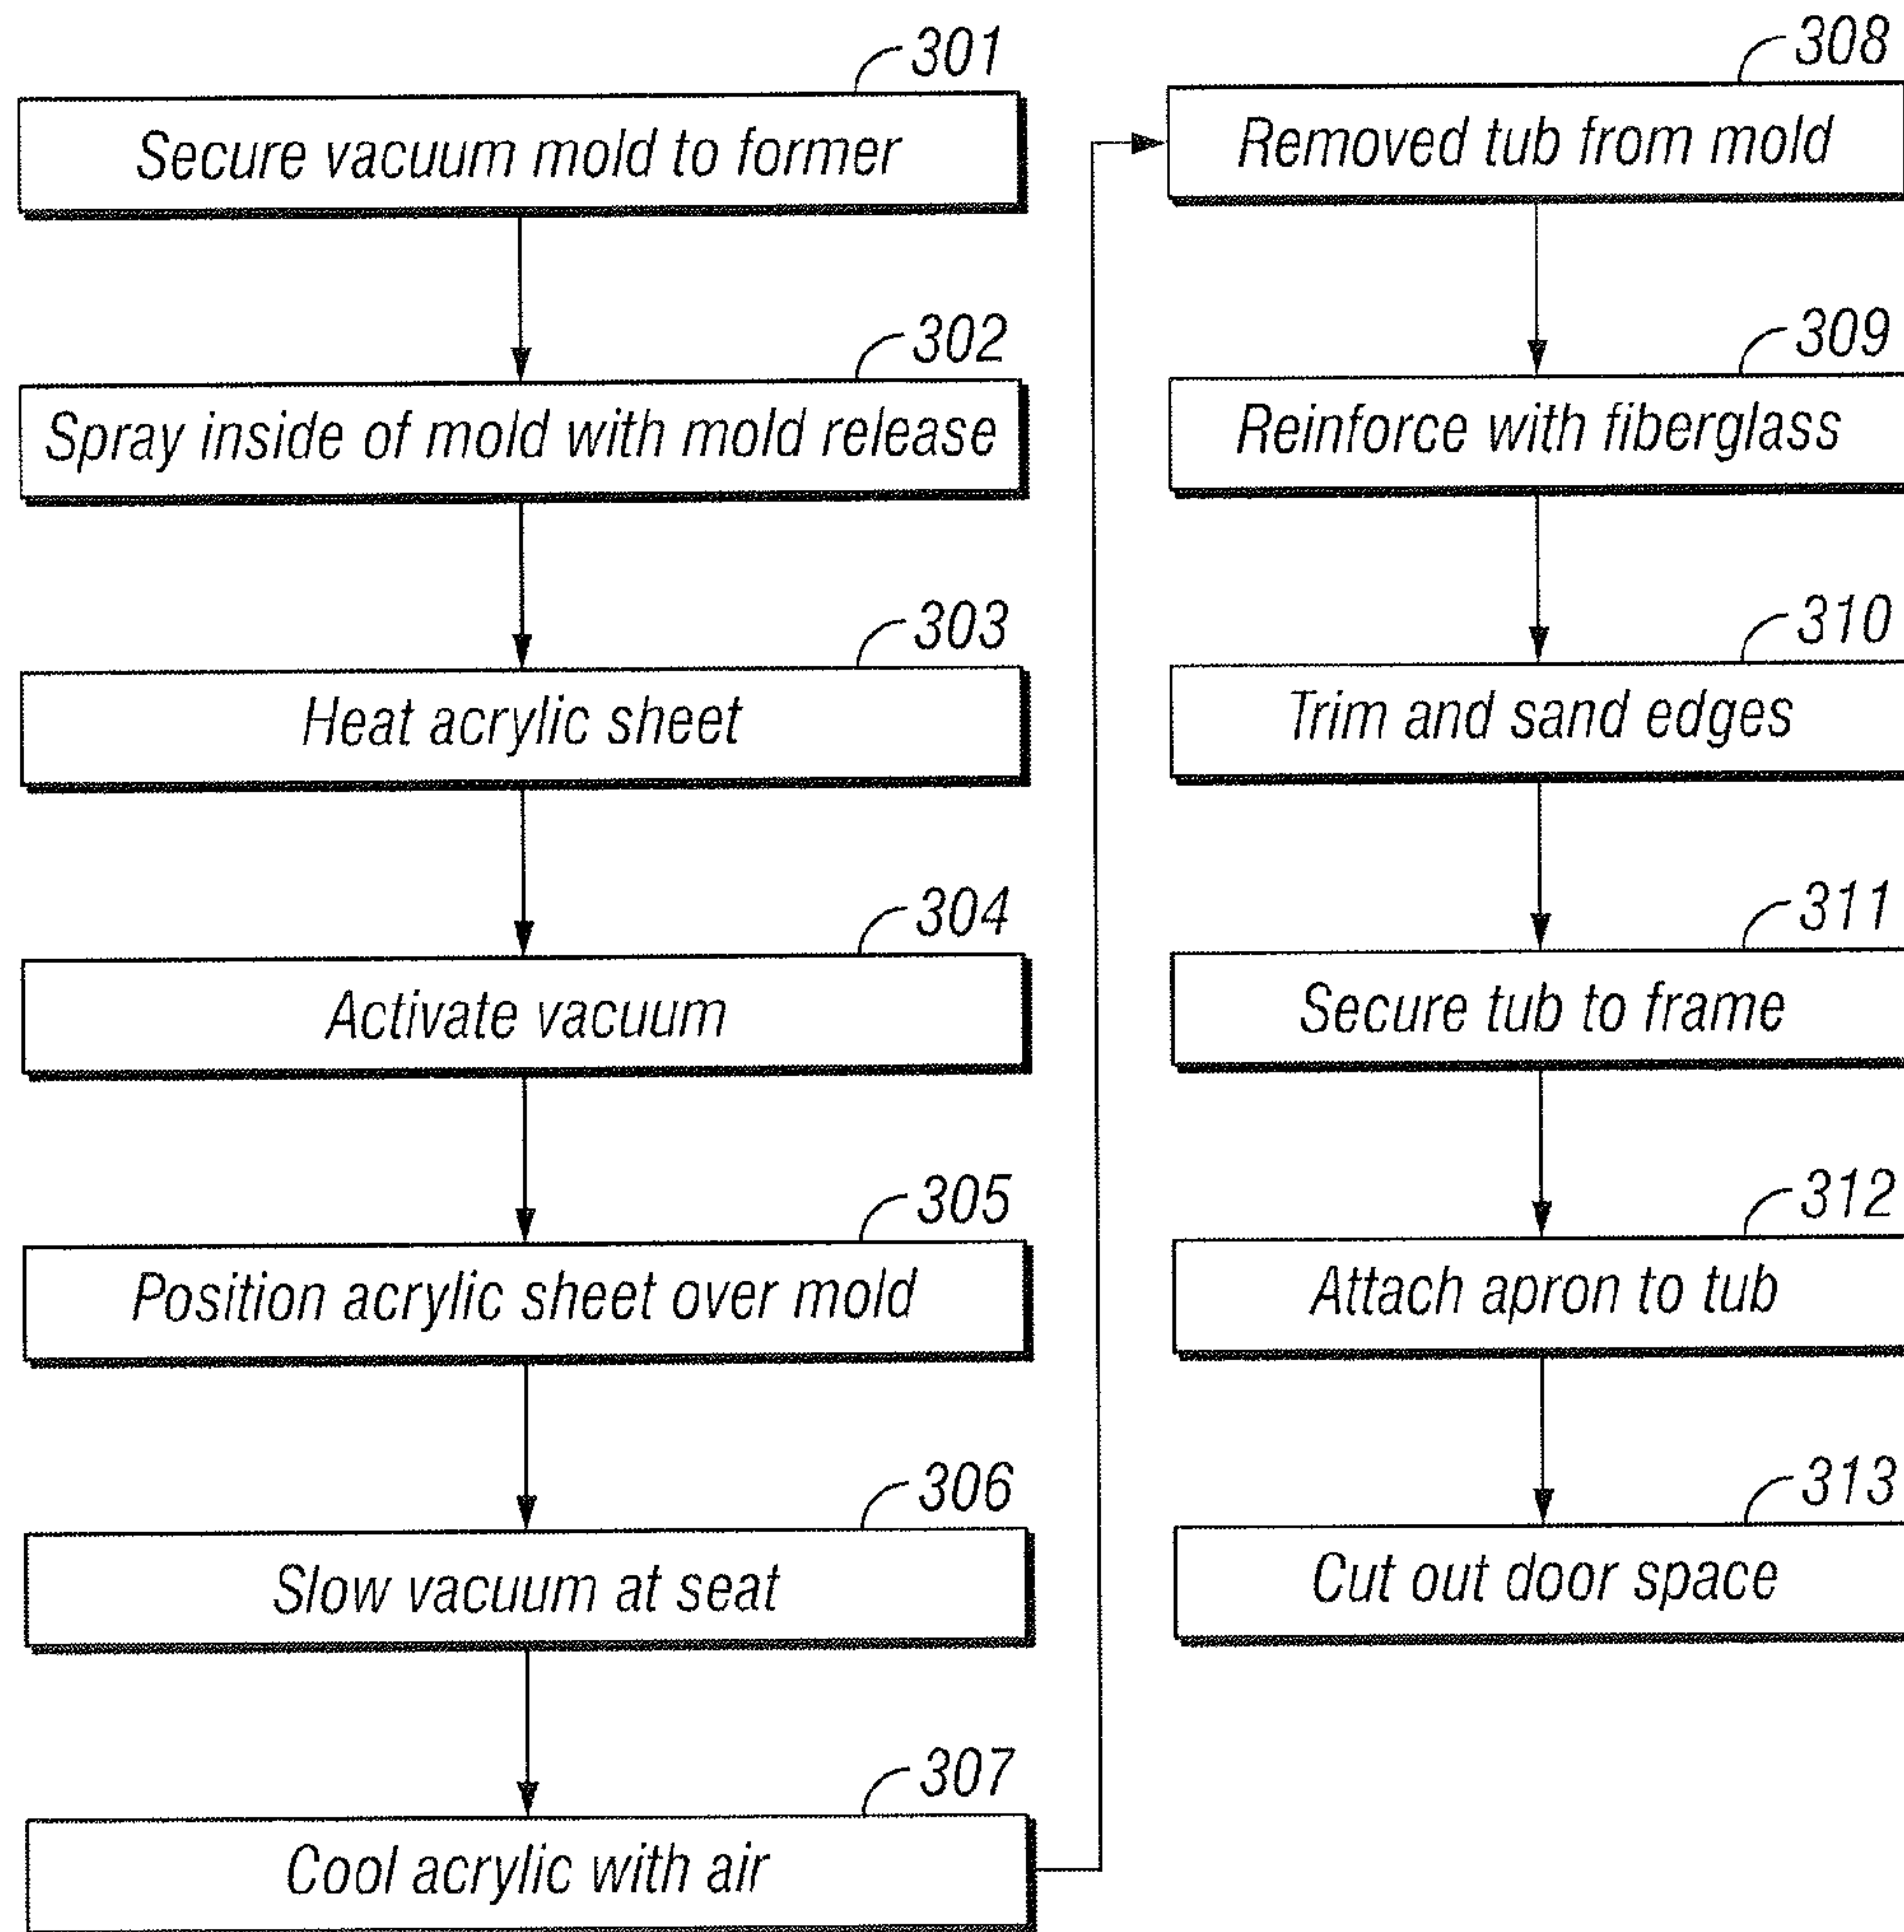 301
Secure vacuum mold to former
302
Spray inside of mold with mold release
303
Heat acrylic sheet
304
Activate vacuum
305
Position acrylic sheet over mold
306
Slow vacuum at seat
307
Cool acrylic with air
308
Removed tub from mold
309
Reinforce with fiberglass
310
Trim and sand edges
311
Secure tub to frame
312
Attach apron to tub
313
Cut out door space